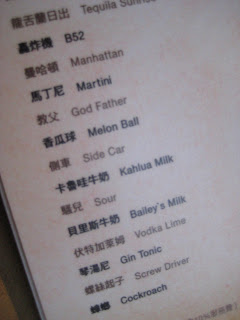 龍舌蘭日出 Tequila Sunrise
轟炸機 B52
曼哈頓 Manhattan
馬丁尼 Martini
教父 God Father
香瓜球 Melon Ball
側車 Side Car
卡魯哇牛奶 Kahlua Milk
騷兒 Sour
貝里斯牛奶 Bailey's Milk
伏特加萊姆 Vodka Lime
琴湯尼 Gin Tonic
螺絲起子 Screw Driver
蟑螂 Cockroach